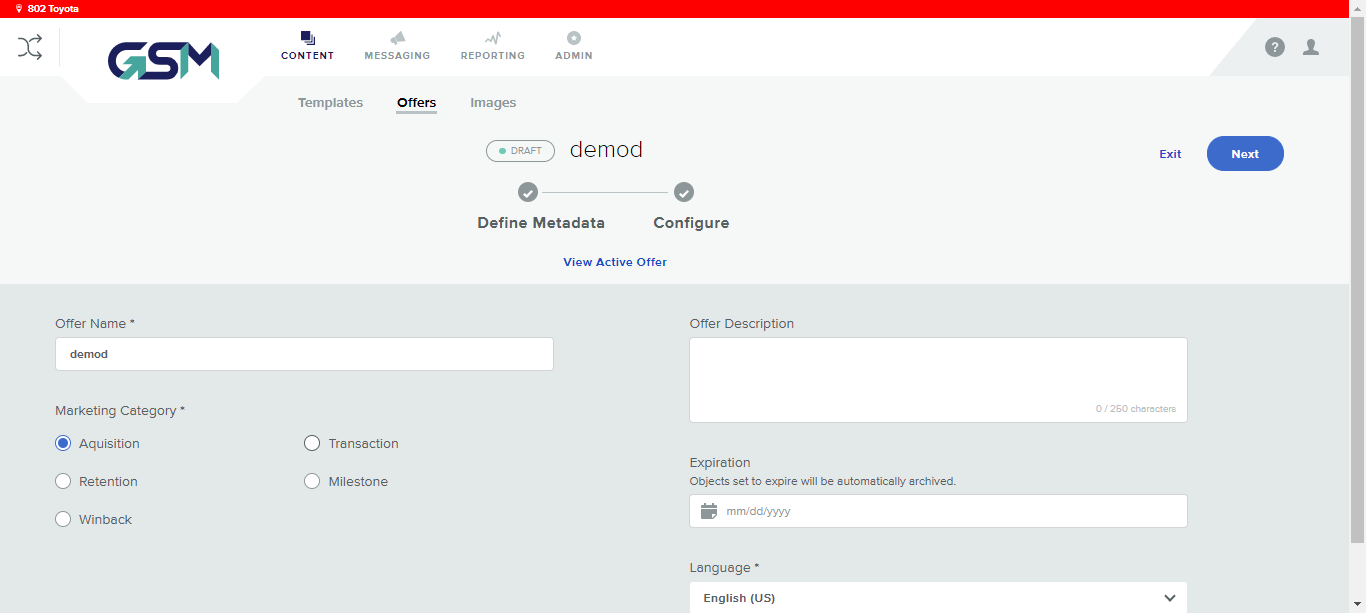 802 Toyota
GSM
CONTENT
MESSAGING
REPORTING
ADMIN
?
Templates
Offers
Images
DRAFT
demod
Exit
Next
Define Metadata
Configure
View Active Offer
Offer Name *
demod
Marketing Category *
Aquisition
Transaction
Retention
Milestone
Winback
Offer Description
0 / 250 characters
Expiration
Objects set to expire will be automatically archived.
mm/dd/yyyy
Language *
English (US)